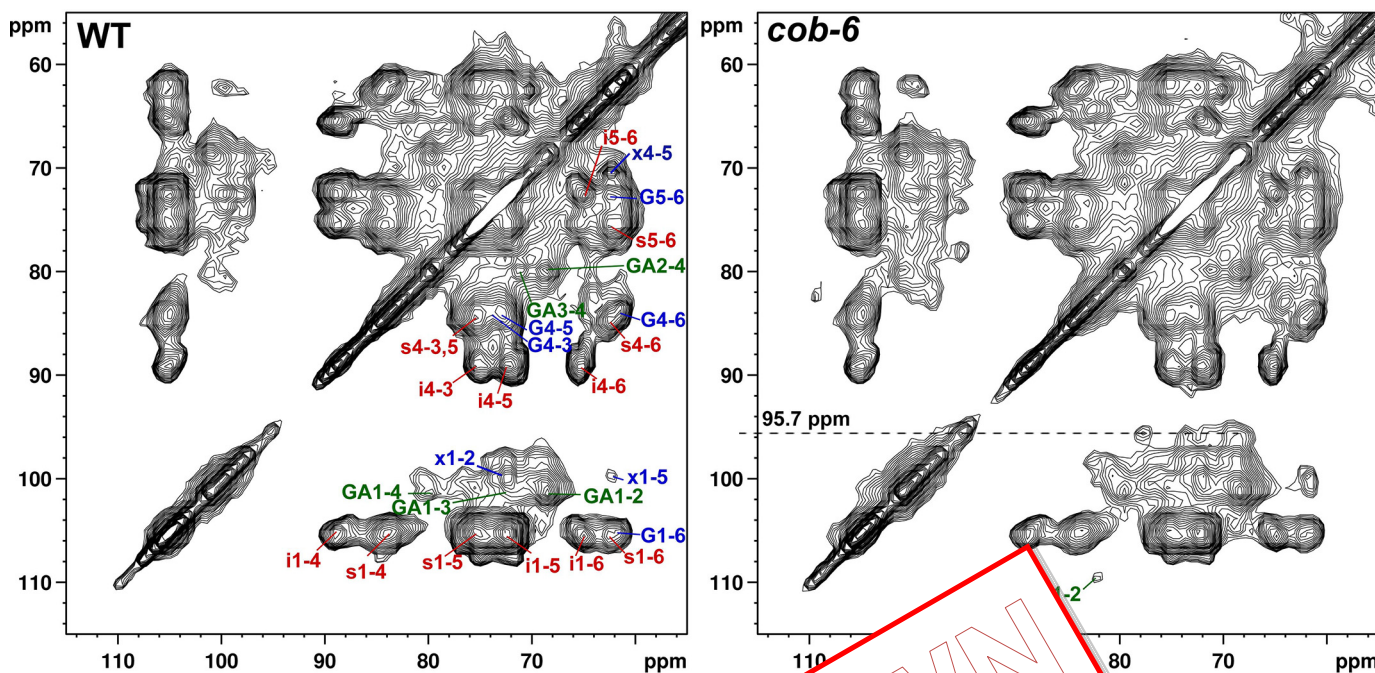 ppm WT
60
70
80
90
100
110
110 100 90 80 70 ppm
i5-6
x4-5
G5-6
s5-6
GA2-4
GA3-4
G4-5
G4-6
G4-3
s4-6
s4-3,5
i4-3
i4-5
i4-6
x1-2
x1-5
GA1-4
GA1-3
GA1-2
G1-6
i1-4
s1-4
s1-5
i1-5
i1-6
s1-6
ppm cob-6
60
70
80
90
95.7 ppm
100
110
1-2
110 80 70 ppm